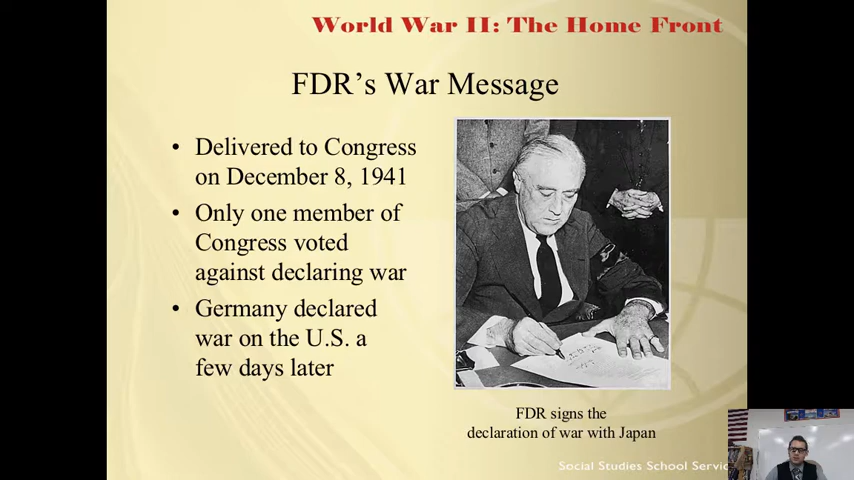 World War II: The Home Front
FDR’s War Message
• Delivered to Congress
on December 8, 1941
• Only one member of
Congress voted
against declaring war
• Germany declared
war on the U.S. a
few days later
FDR signs the
declaration of war with Japan
Social Studies School Servic